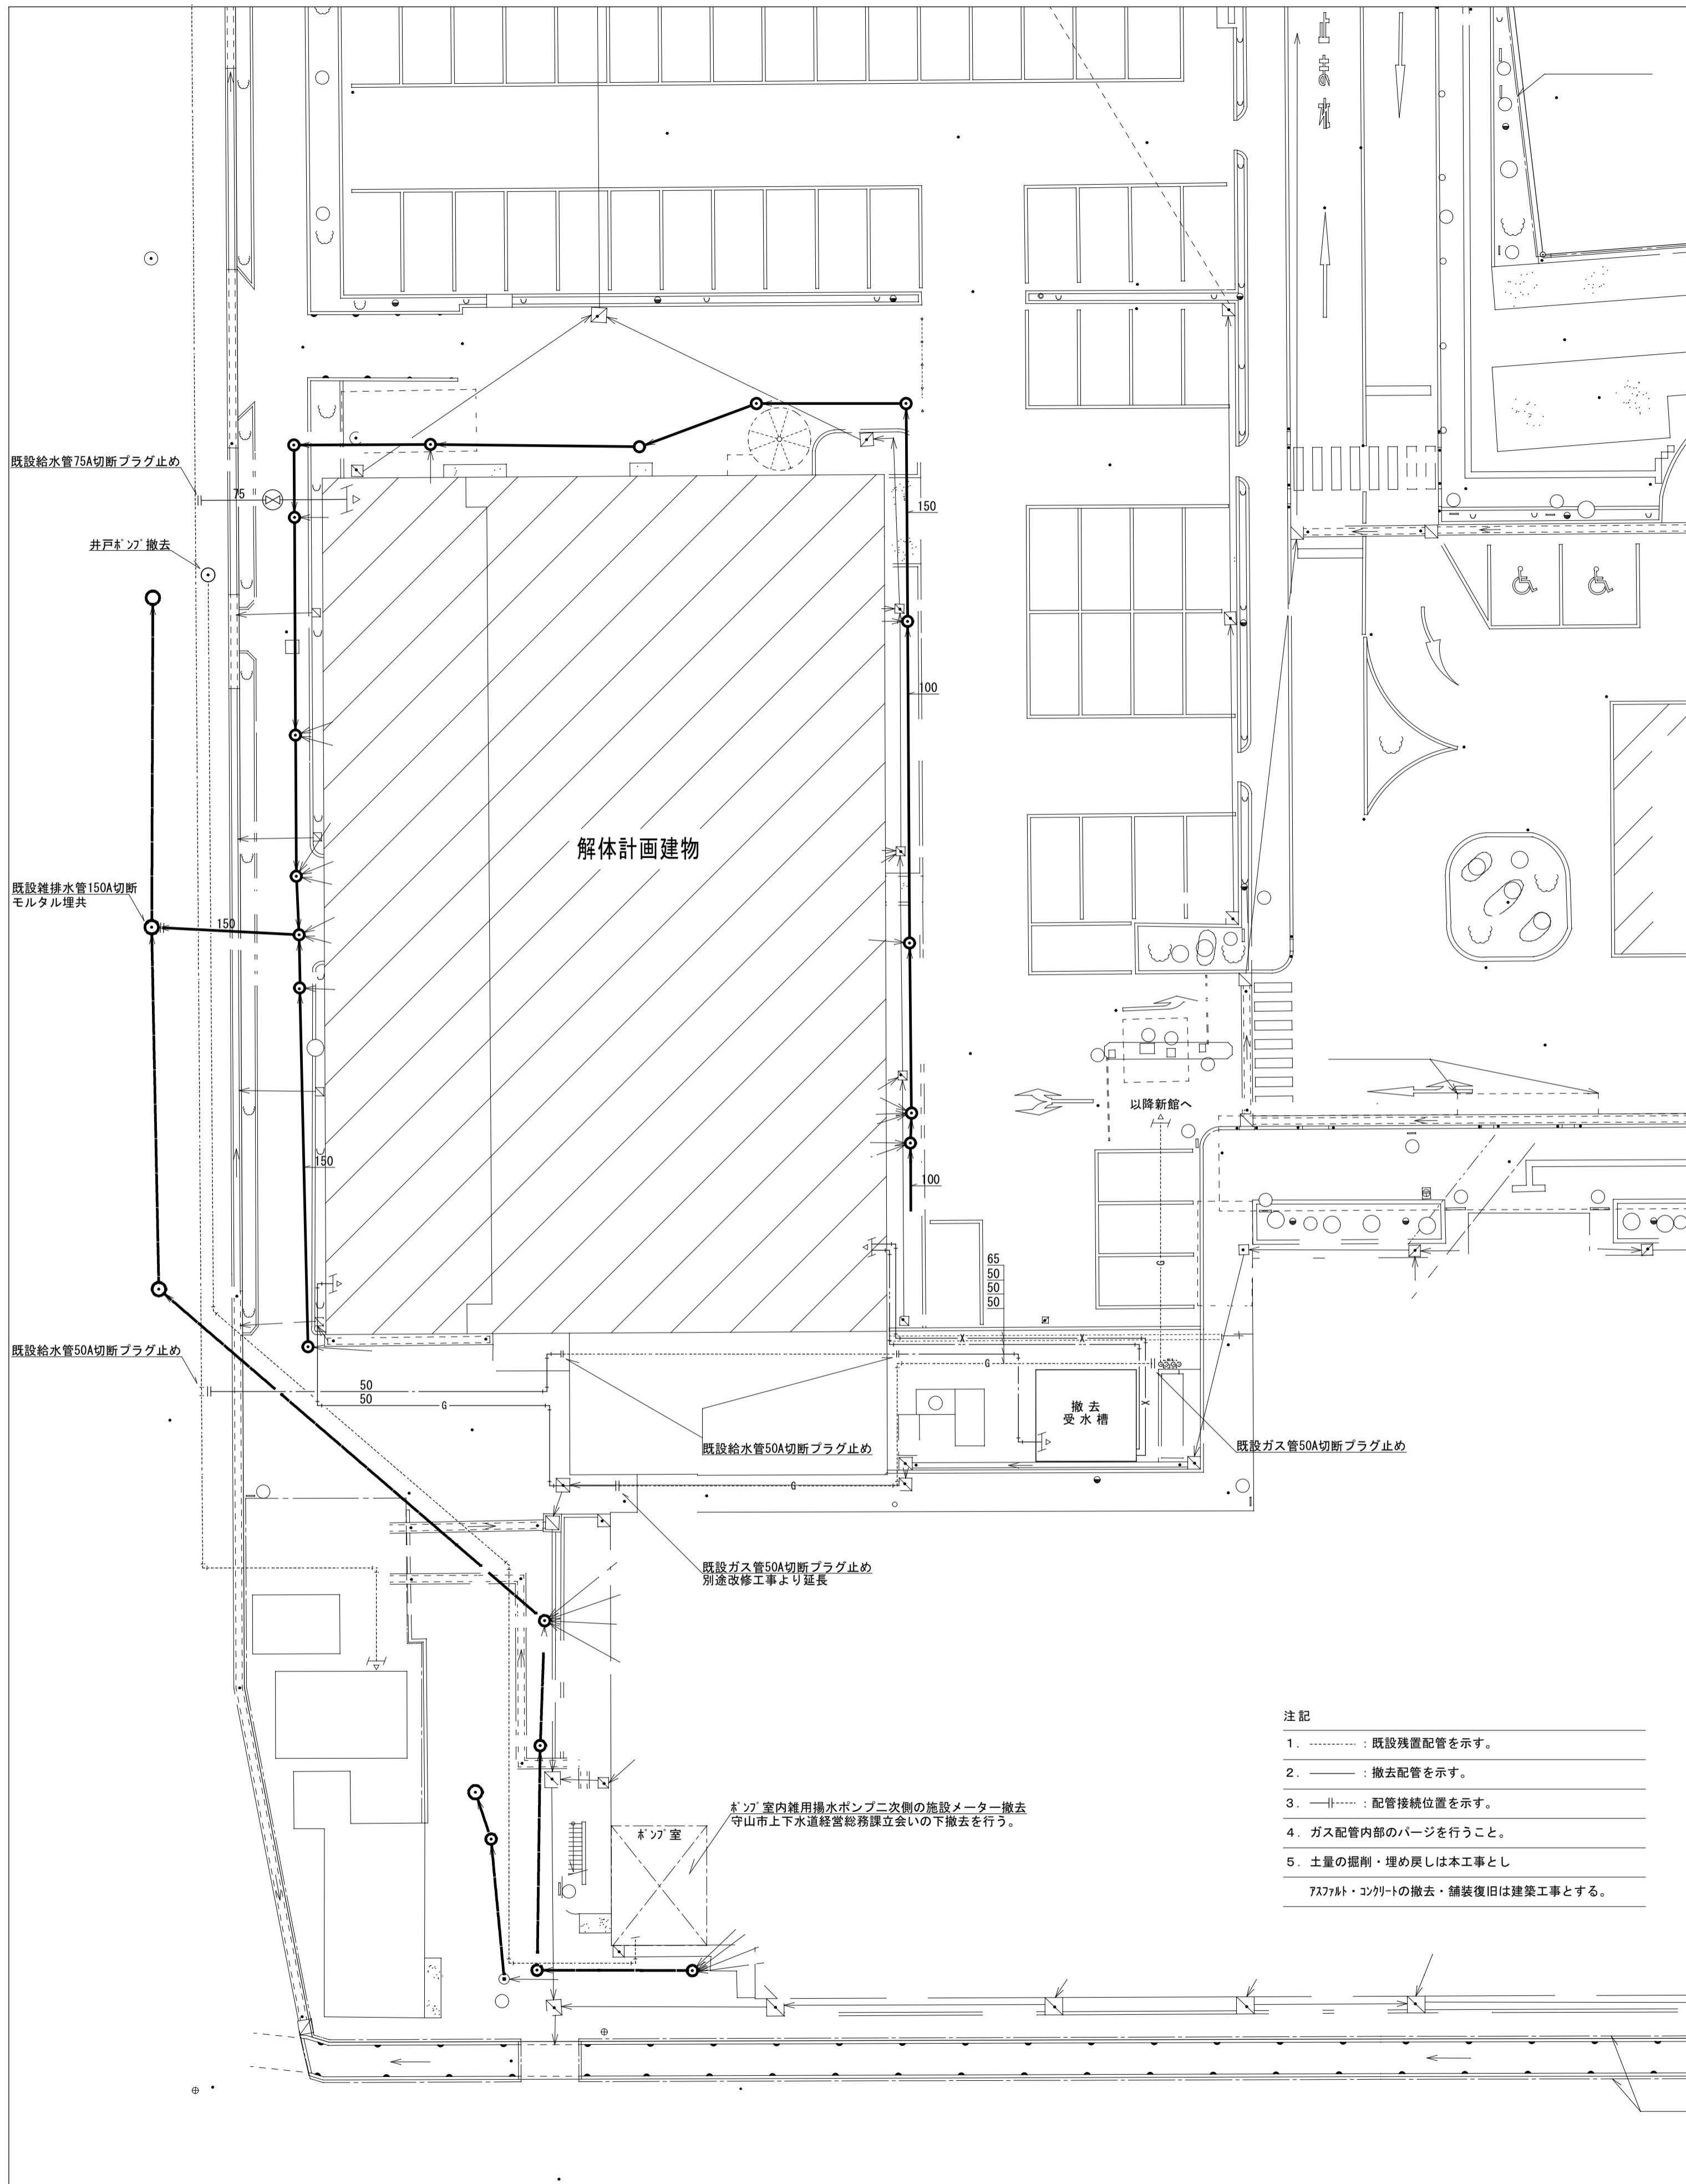 止まれ
既設給水管75A切断プラグ止め
75
150
井戸ポンプ撤去
100
解体計画建物
既設雑排水管150A切断
モルタル埋共
150
以降新館へ
150
100
65
50
50
50
G
既設給水管50A切断プラグ止め
X
X
G
50
50
G
撤去
受水槽
X
既設給水管50A切断プラグ止め
既設ガス管50A切断プラグ止め
G
既設ガス管50A切断プラグ止め
別途改修工事より延長
注記
1. ：既設残置配管を示す。
2. ：撤去配管を示す。
3. ：配管接続位置を示す。
4. ガス配管内部のパージを行うこと。
5. 土量の掘削・埋め戻しは本工事とし
アスファルト・コンクリートの撤去・舗装復旧は建築工事とする。
ポンプ室内雑用揚水ポンプ二次側の施設メーター撤去
守山市上下水道経営総務課立会いの下撤去を行う。
ポンプ室